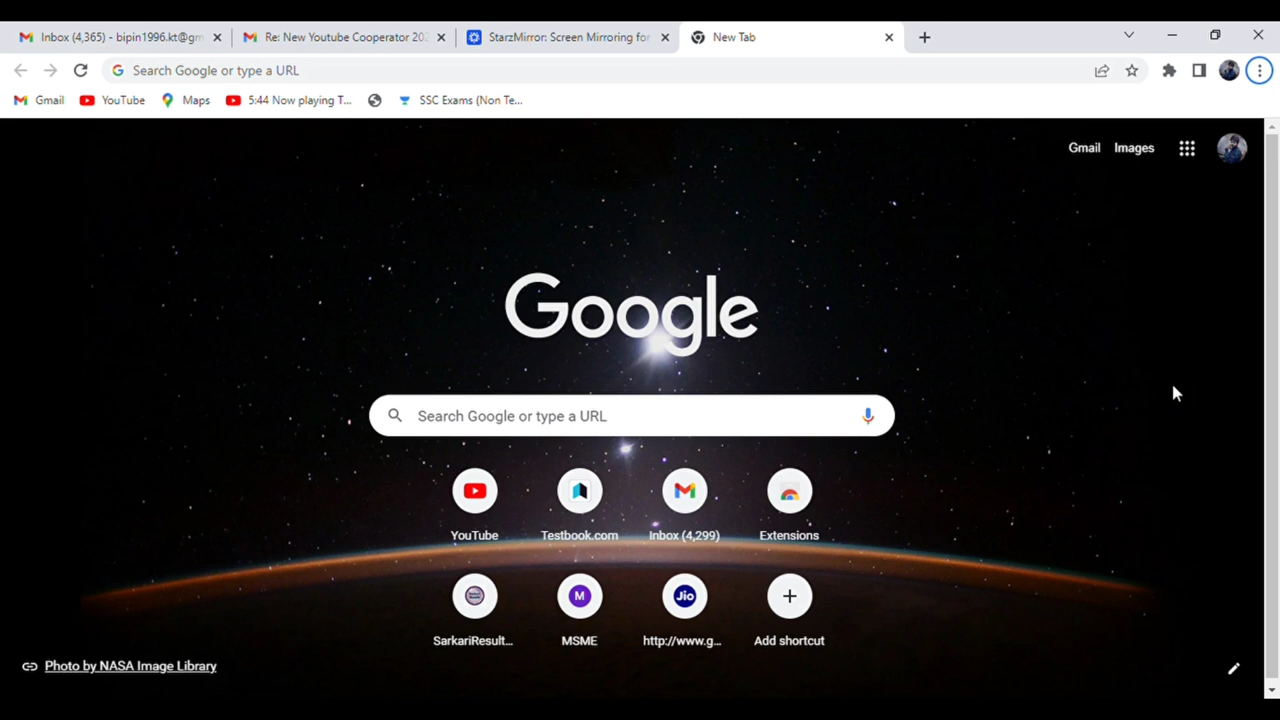 Inbox (4,365) - bipin1996.kt@gm
Re: New Youtube Cooperator 202
StarzMirror: Screen Mirroring for
New Tab
Search Google or type a URL
Gmail
YouTube
Maps
5:44 Now playing T...
SSC Exams (Non Te...
Gmail
Images
Google
Search Google or type a URL
YouTube
Testbook.com
Inbox (4,299)
Extensions
M
Jio
SarkariResult...
MSME
http://www.g...
Add shortcut
Photo by NASA Image Library